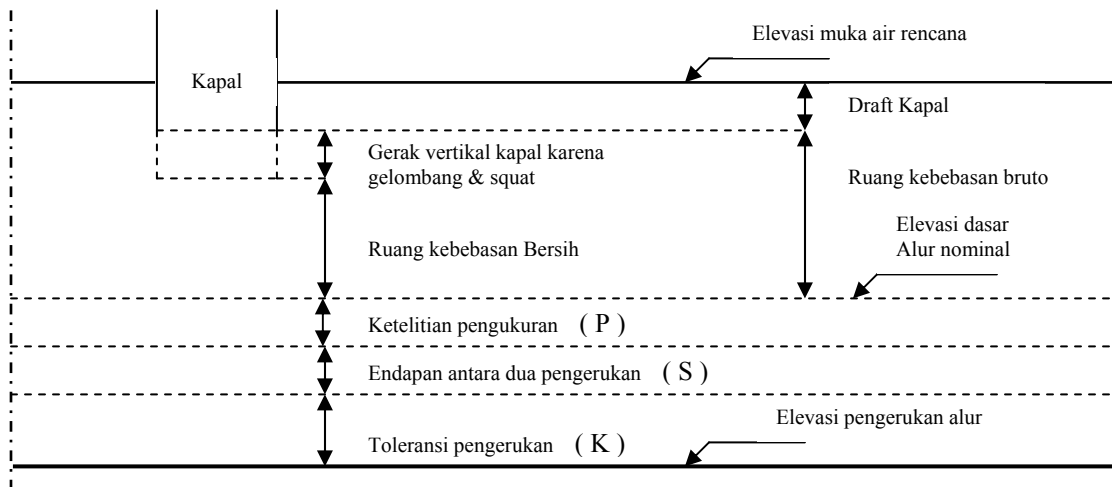 Elevasi muka air rencana
Kapal
Draft Kapal
Gerak vertikal kapal karena
gelombang & squat
Ruang kebebasan bruto
Elevasi dasar
Alur nominal
Ruang kebebasan Bersih
Ketelitian pengukuran ( P )
Endapan antara dua pengerukan ( S )
Elevasi pengerukan alur
Toleransi pengerukan ( K )